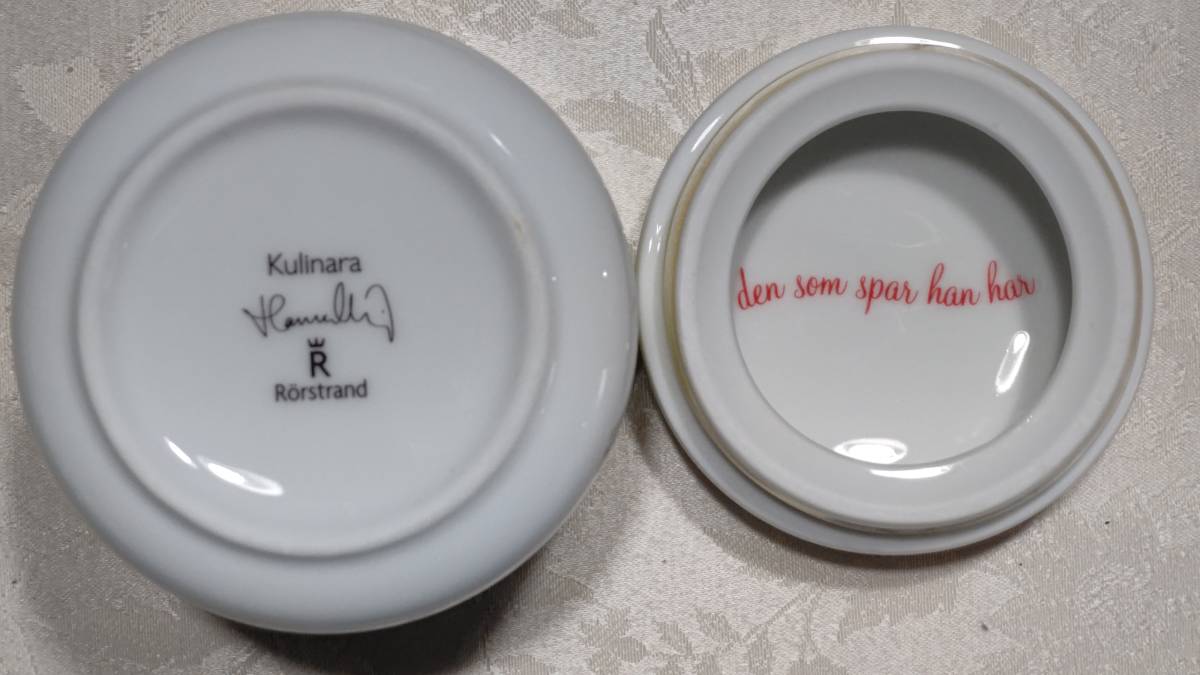 Kulinara
R
Rörstrand
den som spar han har